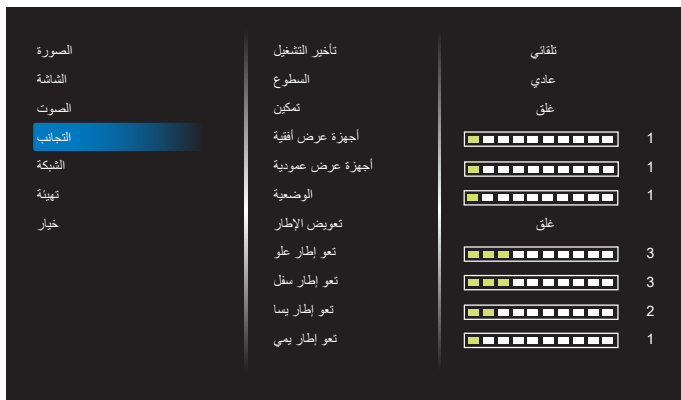 الصورة
الشاشة
الصوت
التجانب
الشبكة
تهيئة
خيار
تأخير التشغيل تلقائي
السطوع عادي
تمكين غلق
أجهزة عرض أفقية 1
أجهزة عرض عمودية 1
الوضعية 1
تعويض الإطار غلق
تعو إطار علو 3
تعو إطار سفل 3
تعو إطار يسا 2
تعو إطار يمي 1